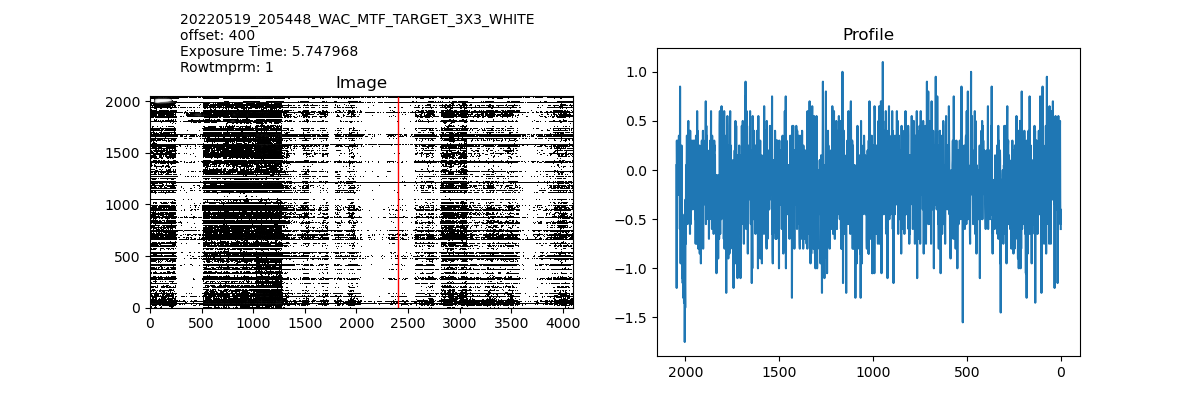 20220519_205448_WAC_MTF_TARGET_3X3_WHITE
offset: 400
Exposure Time: 5.747968
Rowtmprm: 1
Image
2000
1500
1000
500
0
0 500 1000 1500 2000 2500 3000 3500 4000
Profile
1.0
0.5
0.0
−0.5
−1.0
−1.5
2000 1500 1000 500 0